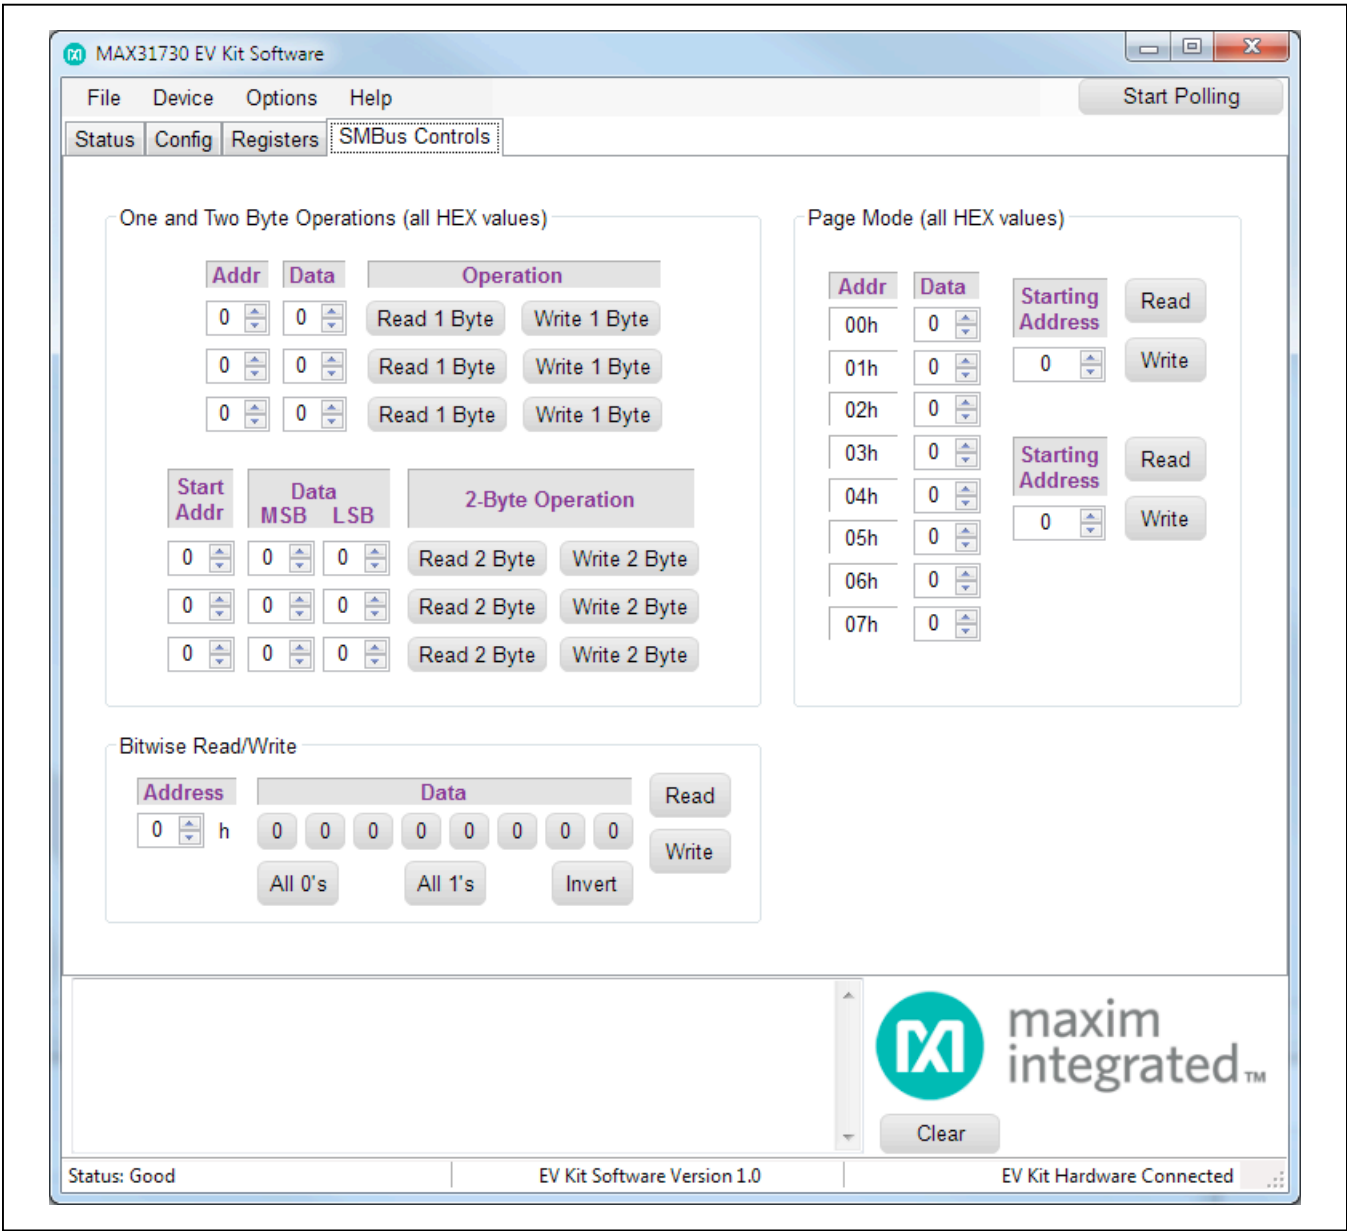 MAX31730 EV Kit Software
File Device Options Help Start Polling
Status Config Registers SMBus Controls
One and Two Byte Operations (all HEX values)
Addr Data Operation
0 0 Read 1 Byte Write 1 Byte
0 0 Read 1 Byte Write 1 Byte
0 0 Read 1 Byte Write 1 Byte
Start Addr Data MSB LSB 2-Byte Operation
0 0 0 Read 2 Byte Write 2 Byte
0 0 0 Read 2 Byte Write 2 Byte
0 0 0 Read 2 Byte Write 2 Byte
Page Mode (all HEX values)
Addr Data
00h 0
01h 0
02h 0
03h 0
04h 0
05h 0
06h 0
07h 0
Starting Address Read
0 Write
Starting Address Read
0 Write
Bitwise Read/Write
Address Data Read
0 h 0 0 0 0 0 0 0 0 Write
All 0's All 1's Invert
maxim
integrated™
Clear
Status: Good EV Kit Software Version 1.0 EV Kit Hardware Connected